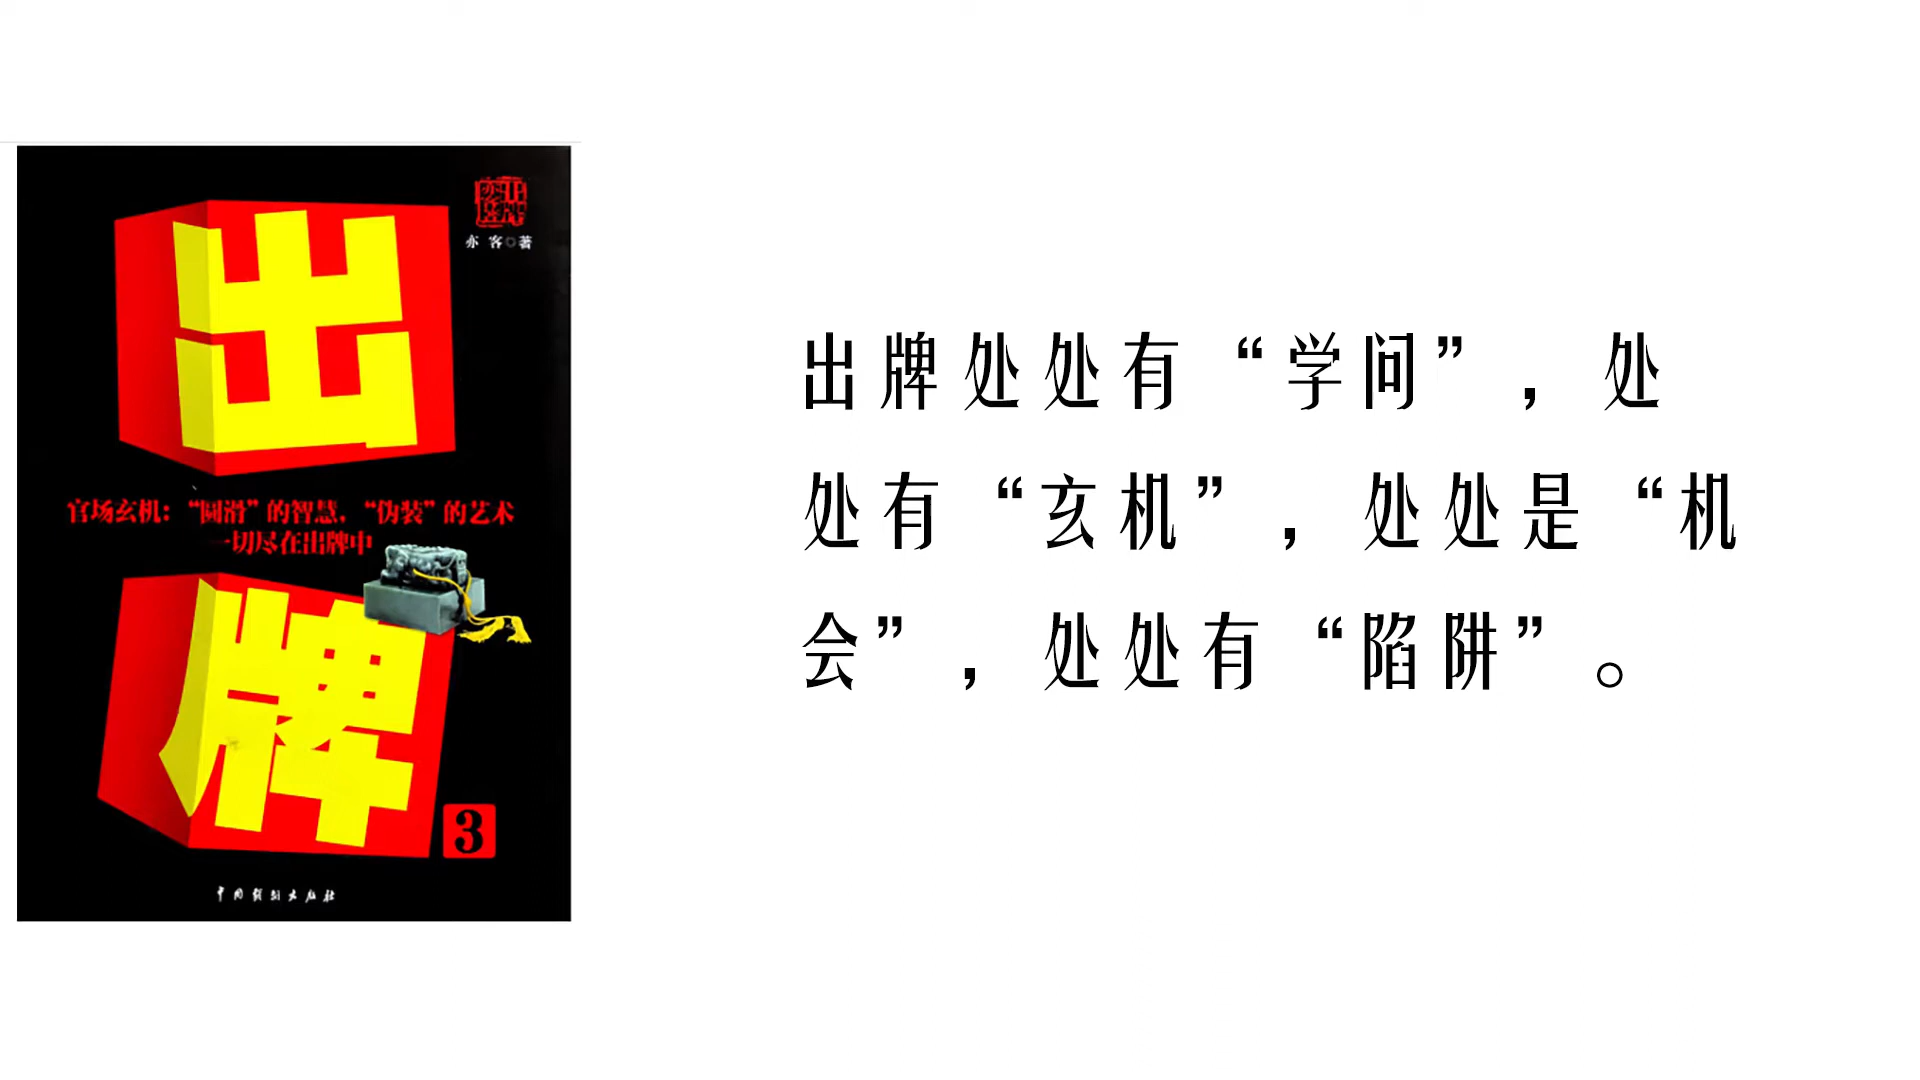 出
亦 客 著
官场玄机：“圆滑”的智慧，“伪装”的艺术
一切尽在出牌中
牌
3
中国戏剧出版社
出牌处处有“学问”，处
处有“玄机”，处处是“机
会”，处处有“陷阱”。